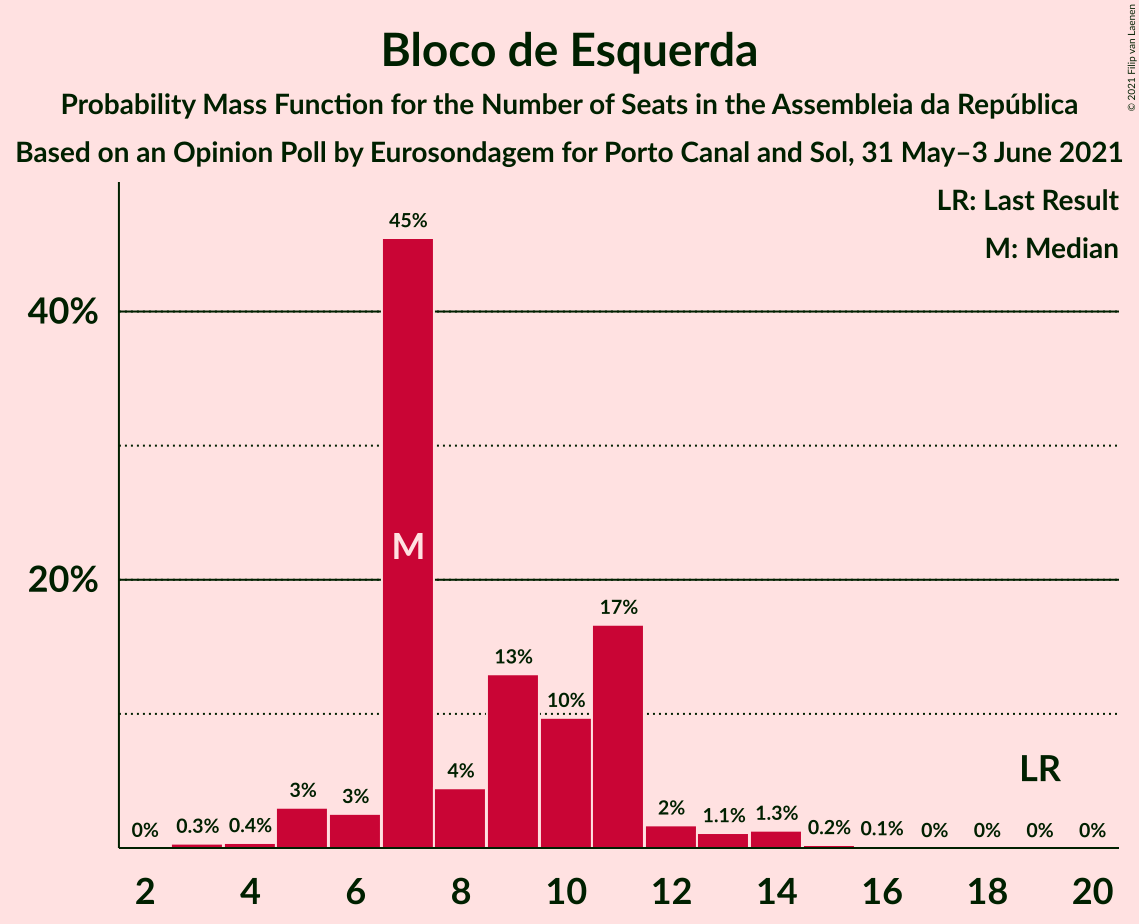 Bloco de Esquerda
Probability Mass Function for the Number of Seats in the Assembleia da República
Based on an Opinion Poll by Eurosondagem for Porto Canal and Sol, 31 May–3 June 2021
© 2021 Filip van Laenen
LR: Last Result
M: Median
45%
40%
M
20%
17%
13%
10%
LR
4%
3%
3%
2%
1.1%
1.3%
0%
0.3%
0.4%
0.2%
0.1%
0%
0%
0%
0%
2 4 6 8 10 12 14 16 18 20